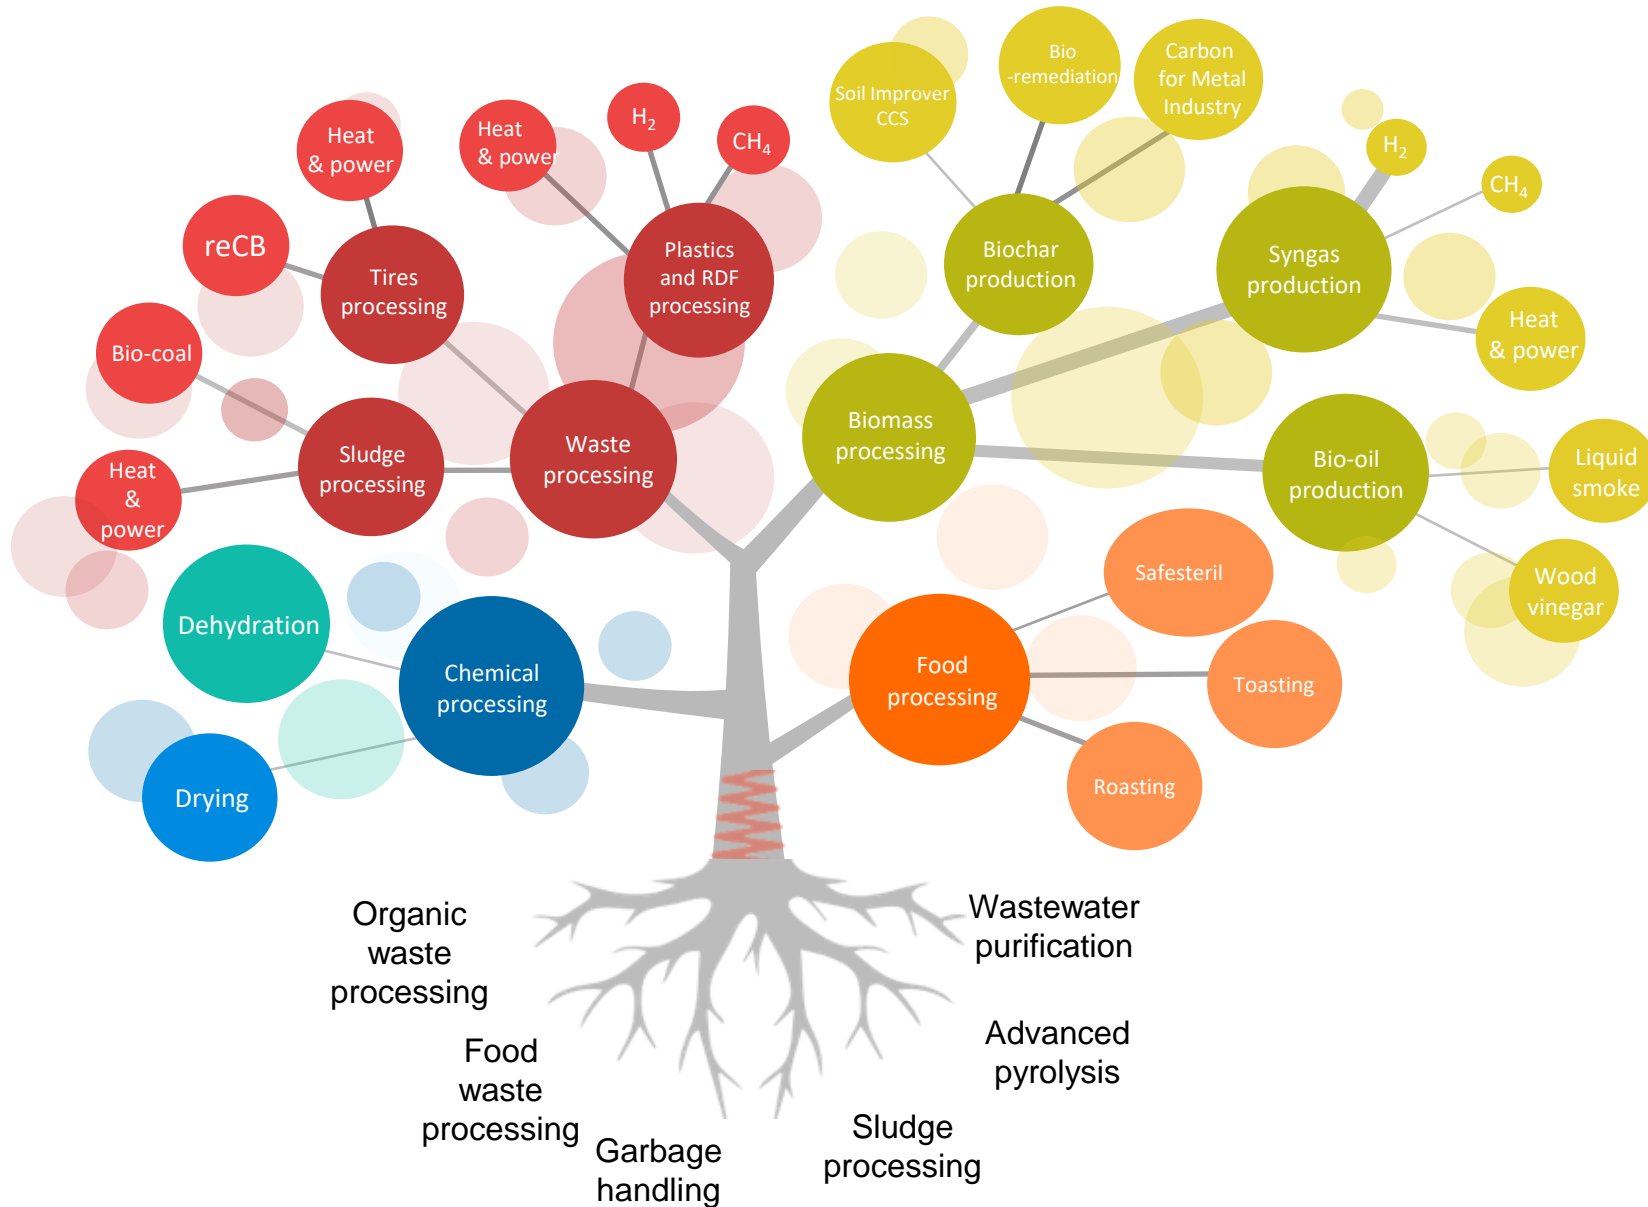 Heat
& power
Heat
& power
H₂
CH₄
reCB
Tires
processing
Plastics
and RDF
processing
Bio-coal
Sludge
processing
Waste
processing
Heat
&
power
Soil Improver
CCS
Bio
-remediation
Carbon
for Metal
Industry
H₂
CH₄
Biochar
production
Syngas
production
Heat
& power
Biomass
processing
Bio-oil
production
Liquid
smoke
Wood
vinegar
Dehydration
Chemical
processing
Drying
Safesteril
Food
processing
Toasting
Roasting
Organic
waste
processing
Food
waste
processing
Garbage
handling
Wastewater
purification
Advanced
pyrolysis
Sludge
processing